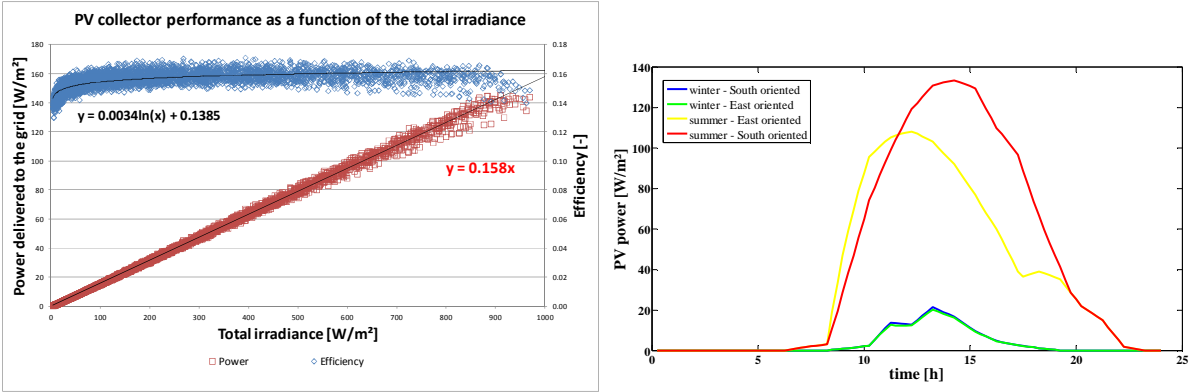 PV collector performance as a function of the total irradiance
Power delivered to the grid [W/m²]
180
160
140
120
100
80
60
40
20
0
y = 0.0034ln(x) + 0.1385
y = 0.158x
0.18
0.16
0.14
0.12
0.10
0.08
0.06
0.04
0.02
0.00
Efficiency [-]
0 100 200 300 400 500 600 700 800 900 1000
Total irradiance [W/m²]
Power Efficiency
PV power [W/m²]
140
120
100
80
60
40
20
0
winter - South oriented
winter - East oriented
summer - East oriented
summer - South oriented
0 5 10 15 20 25
time [h]